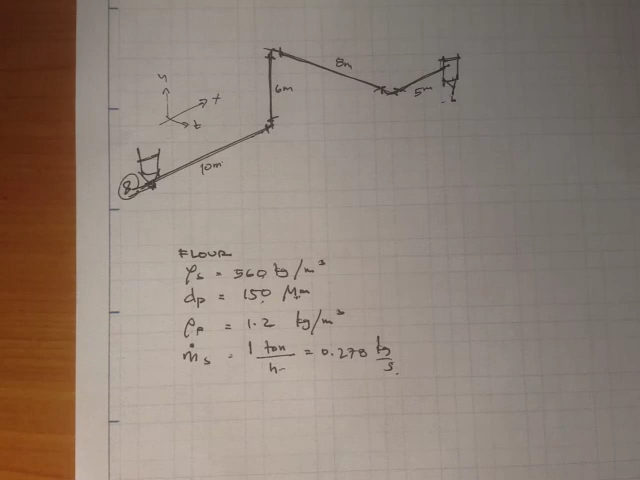 8m
6m
5m
y
x
z
10m
FLOUR
ρs = 560 kg/m³
dp = 150 μm
ρF = 1.2 kg/m³
ṁs = 1 ton/hr = 0.278 kg/s.